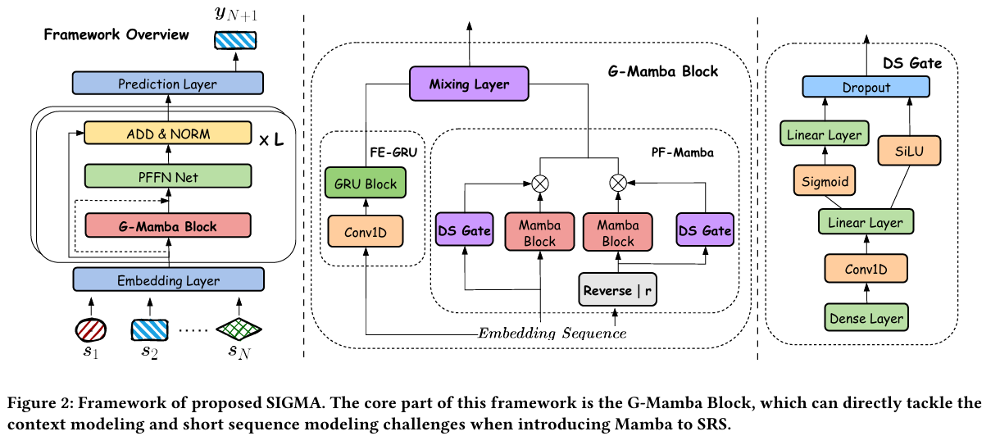 Framework Overview
y_{N+1}
Prediction Layer
ADD & NORM
x L
PFFN Net
G-Mamba Block
Embedding Layer
s_1
s_2
.....
s_N
Mixing Layer
G-Mamba Block
FE-GRU
GRU Block
Conv1D
PF-Mamba
DS Gate
Mamba
Block
Mamba
Block
DS Gate
Reverse | r
Embedding Sequence
DS Gate
Dropout
Linear Layer
SiLU
Sigmoid
Linear Layer
Conv1D
Dense Layer
Figure 2: Framework of proposed SIGMA. The core part of this framework is the G-Mamba Block, which can directly tackle the
context modeling and short sequence modeling challenges when introducing Mamba to SRS.